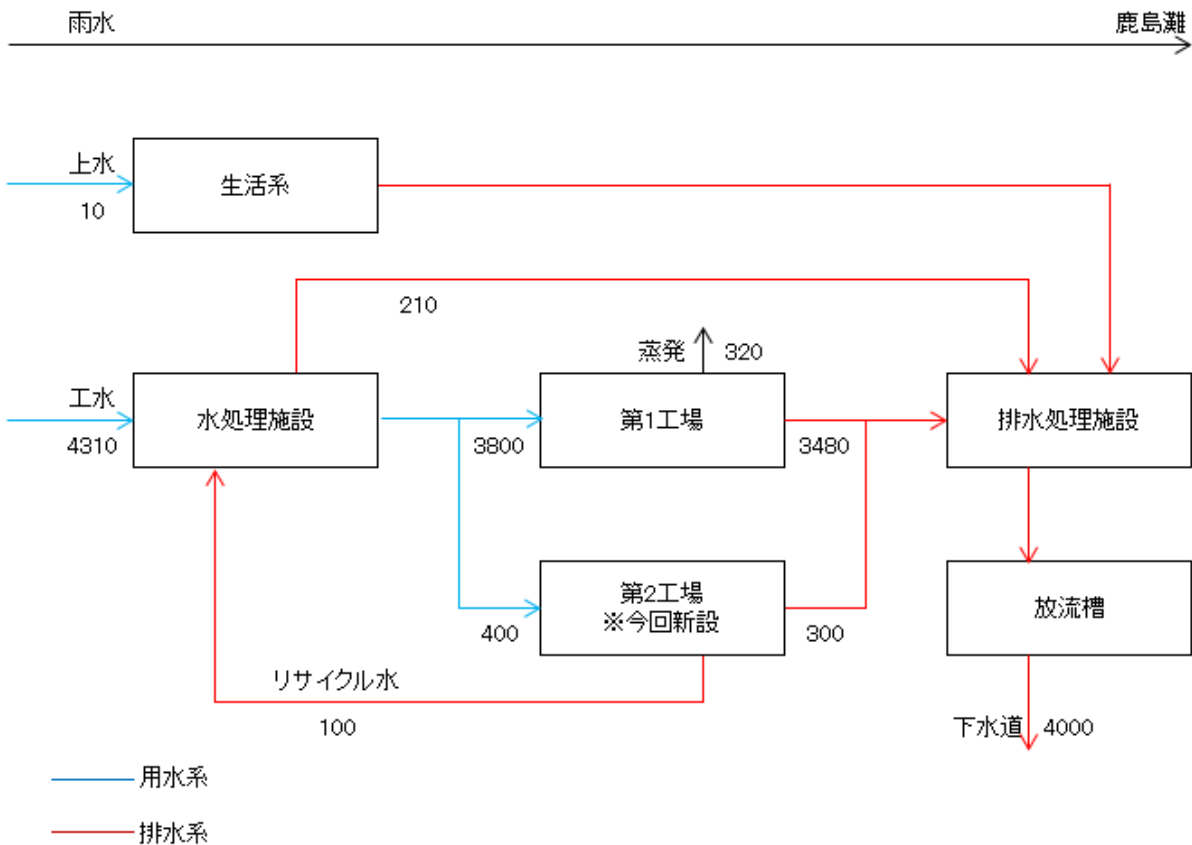 雨水
鹿島灘
上水
10
生活系
210
蒸発
320
工水
4310
水処理施設
3800
第1工場
3480
排水処理施設
400
第2工場
※今回新設
300
放流槽
リサイクル水
100
下水道
4000
用水系
排水系